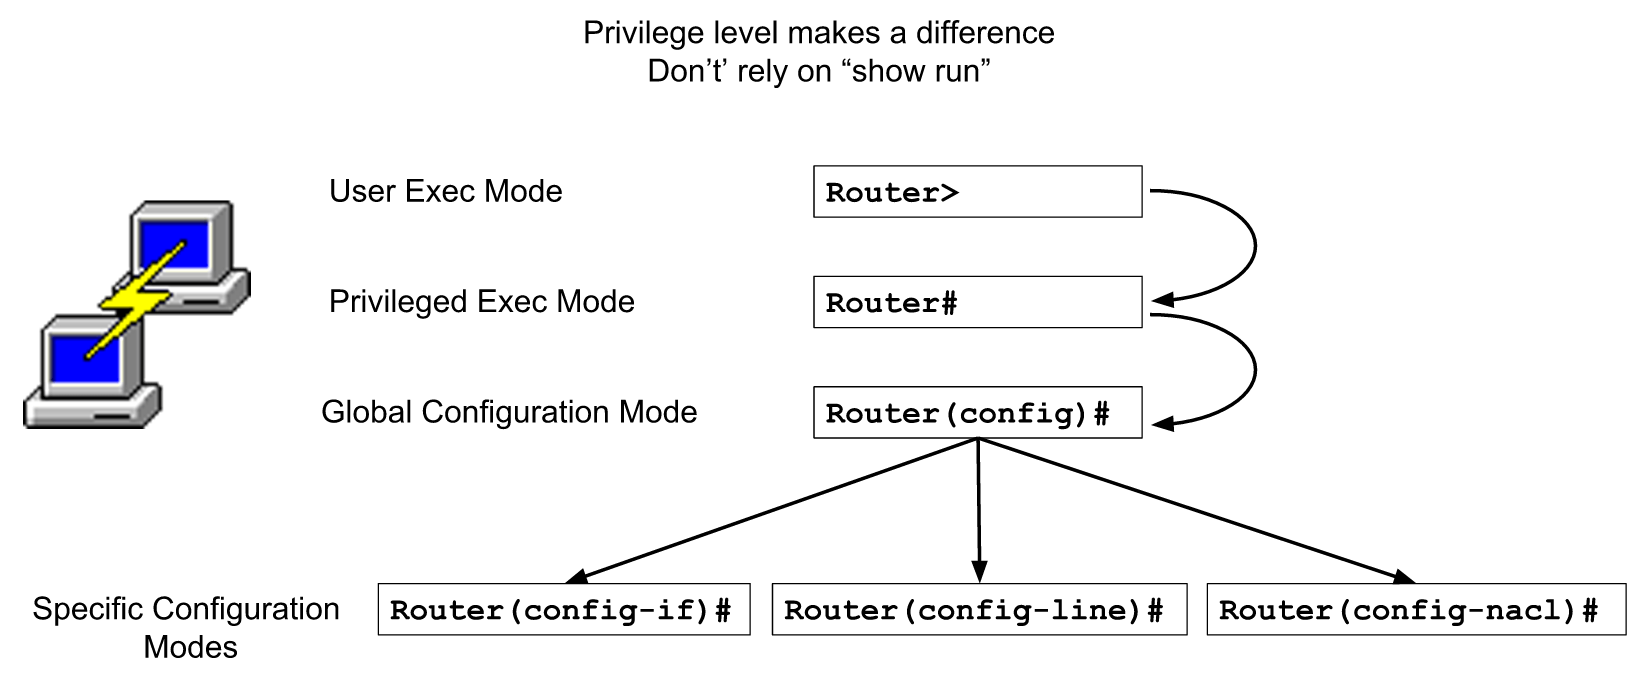 Privilege level makes a difference
Don't’ rely on “show run”
User Exec Mode
Router>
Privileged Exec Mode
Router#
Global Configuration Mode
Router(config)#
Specific Configuration
Modes
Router(config-if)#
Router(config-line)#
Router(config-nacl)#